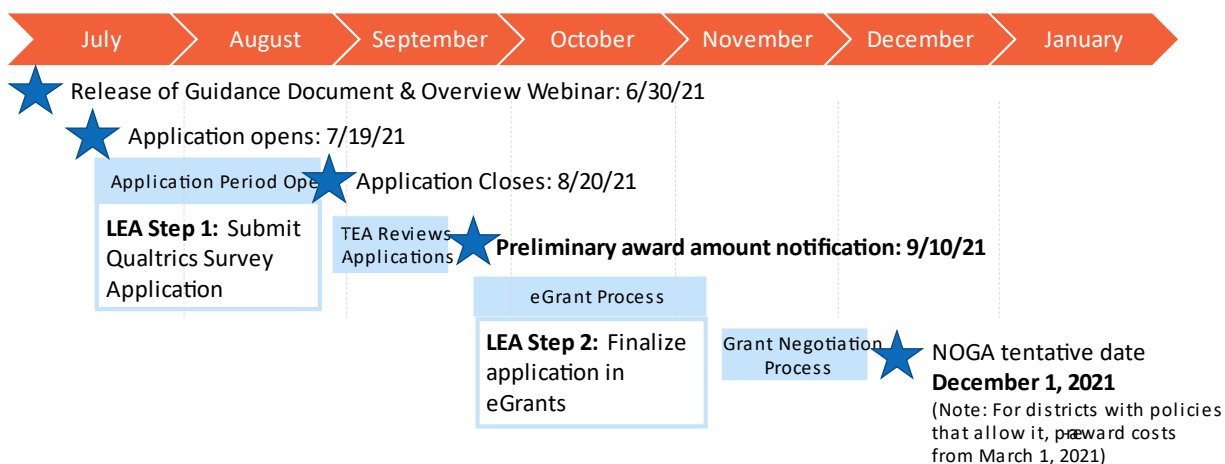 July August September October November December January
Release of Guidance Document & Overview Webinar: 6/30/21
Application opens: 7/19/21
Application Period Ope
Application Closes: 8/20/21
LEA Step 1: Submit
Qualtrics Survey
Application
TEA Reviews
Applications
Preliminary award amount notification: 9/10/21
eGrant Process
LEA Step 2: Finalize
application in
eGrants
Grant Negotiation
Process
NOGA tentative date
December 1, 2021
(Note: For districts with policies
that allow it, pre-award costs
from March 1, 2021)